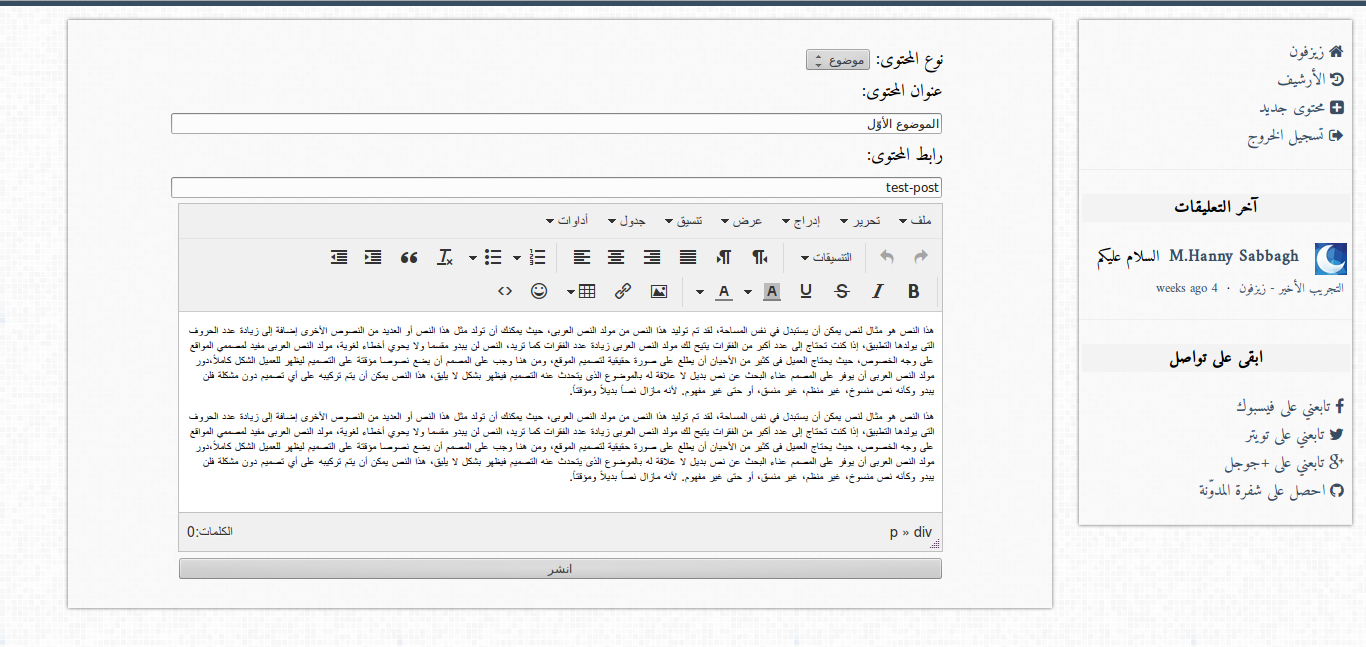 زيزفون
الأرشيف
محتوى جديد
تسجيل الخروج
آخر التعليقات
M.Hanny Sabbagh السلام عليكم
التجريب الأخير - زيزفون · 4 weeks ago
ابقى على تواصل
تابعني على فيسبوك
تابعني على تويتر
تابعني على +جوجل
احصل على شفرة المدوّنة
نوع المحتوى: موضوع
عنوان المحتوى:
الموضوع الأوّل
رابط المحتوى:
test-post
ملف تحرير إدراج عرض تنسيق جدول أداوات
التنسيقات
هذا النص هو مثال لنص يمكن أن يستبدل في نفس المساحة، لقد تم توليد هذا النص من مولد النص العربى، حيث يمكنك أن تولد مثل هذا النص أو العديد من النصوص الأخرى إضافة إلى زيادة عدد الحروف
التى يولدها التطبيق، إذا كنت تحتاج إلى عدد أكبر من الفقرات يتيح لك مولد النص العربى زيادة عدد الفقرات كما تريد، النص لن يبدو مقسما ولا يحوي أخطاء لغوية، مولد النص العربى مفيد لمصممي المواقع
على وجه الخصوص، حيث يحتاج العميل فى كثير من الأحيان أن يطلع على صورة حقيقية لتصميم الموقع، ومن هنا وجب على المصمم أن يضع نصوصا مؤقتة على التصميم ليظهر للعميل الشكل كاملاً،دور
مولد النص العربى أن يوفر على المصمم عناء البحث عن نص بديل لا علاقة له بالموضوع الذى يتحدث عنه التصميم فيظهر بشكل لا يليق، هذا النص يمكن أن يتم تركيبه على أي تصميم دون مشكلة فلن
يبدو وكأنه نص منسوخ، غير منظم، غير منسق، أو حتى غير مفهوم. لأنه مازال نصاً بديلاً ومؤقتاً.
هذا النص هو مثال لنص يمكن أن يستبدل في نفس المساحة، لقد تم توليد هذا النص من مولد النص العربى، حيث يمكنك أن تولد مثل هذا النص أو العديد من النصوص الأخرى إضافة إلى زيادة عدد الحروف
التى يولدها التطبيق، إذا كنت تحتاج إلى عدد أكبر من الفقرات يتيح لك مولد النص العربى زيادة عدد الفقرات كما تريد، النص لن يبدو مقسما ولا يحوي أخطاء لغوية، مولد النص العربى مفيد لمصممي المواقع
على وجه الخصوص، حيث يحتاج العميل فى كثير من الأحيان أن يطلع على صورة حقيقية لتصميم الموقع، ومن هنا وجب على المصمم أن يضع نصوصا مؤقتة على التصميم ليظهر للعميل الشكل كاملاً،دور
مولد النص العربى أن يوفر على المصمم عناء البحث عن نص بديل لا علاقة له بالموضوع الذى يتحدث عنه التصميم فيظهر بشكل لا يليق، هذا النص يمكن أن يتم تركيبه على أي تصميم دون مشكلة فلن
يبدو وكأنه نص منسوخ، غير منظم، غير منسق، أو حتى غير مفهوم. لأنه مازال نصاً بديلاً ومؤقتاً.
p » div
الكلمات:0
انشر